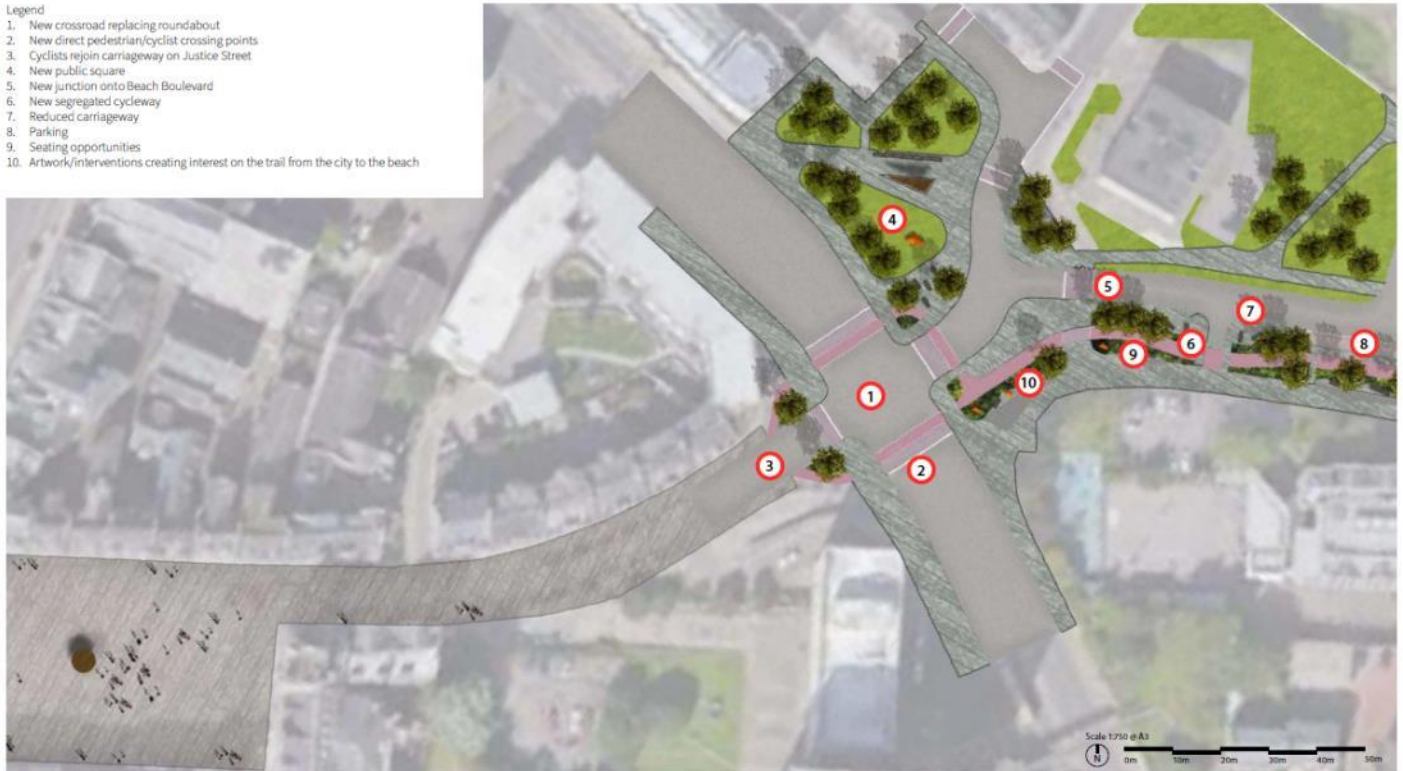 Legend
1. New crossroad replacing roundabout
2. New direct pedestrian/cyclist crossing points
3. Cyclists rejoin carriageway on Justice Street
4. New public square
5. New junction onto Beach Boulevard
6. New segregated cycleway
7. Reduced carriageway
8. Parking
9. Seating opportunities
10. Artwork/interventions creating interest on the trail from the city to the beach
4
5
7
6
8
9
10
1
3
2
Scale 1:750 @ A3
N
0m 10m 20m 30m 40m 50m